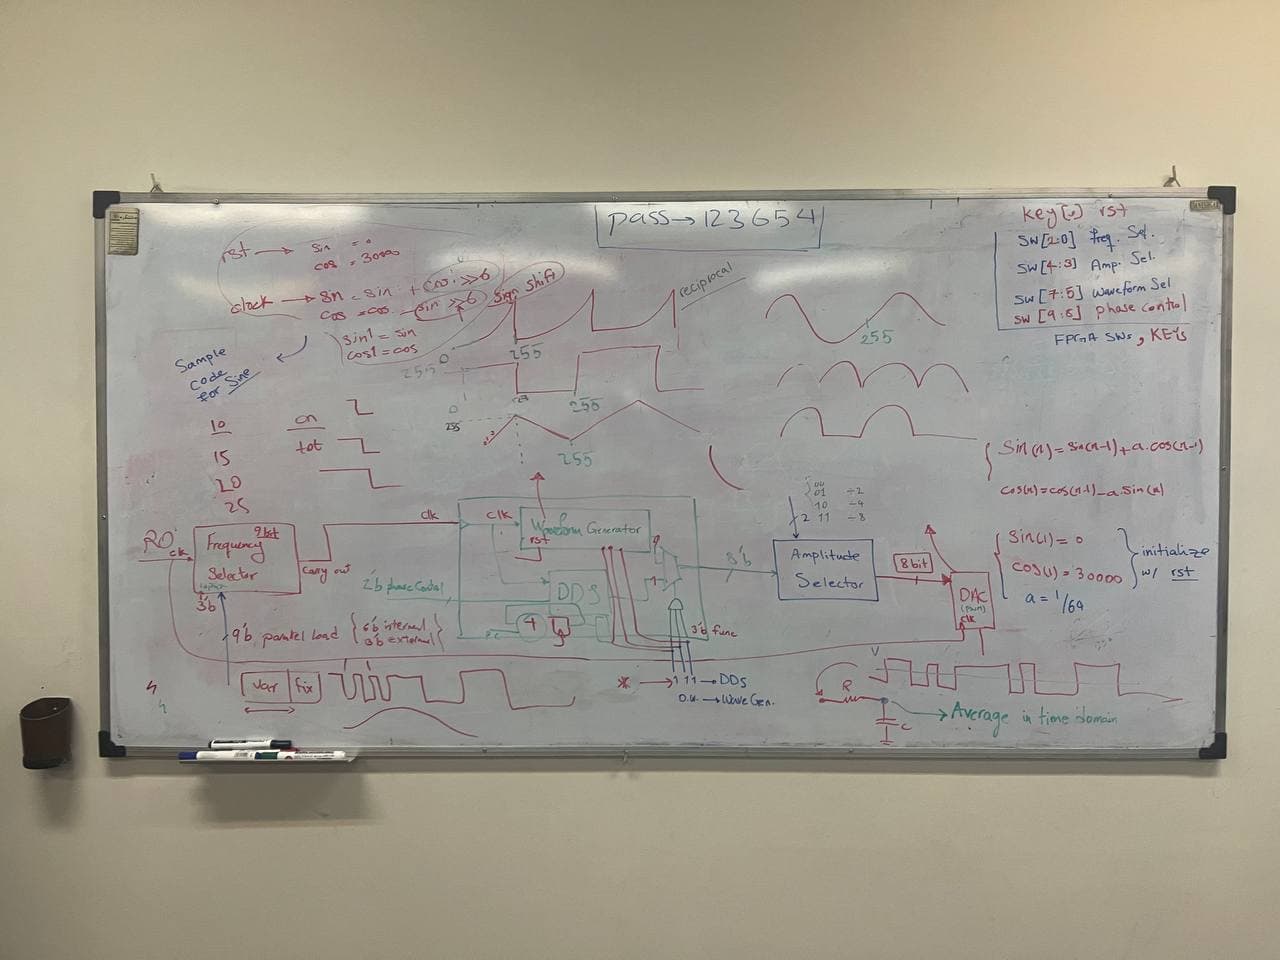 pass → 123654
key[0] rst
SW[2:0] freq. Sel.
SW[4:3] Amp. Sel.
SW[7:5] Waveform Sel
SW[9:8] phase control
FPGA SWs, KEYs
rst → sin = 0
cos = 30000
clock → sin = sin + cos >> 6
cos = cos - sin >> 6
sign shift
sin1 = sin
cos1 = cos
reciprocal
Sample
code
for Sine
0
255
255
255
255
0
255
255
10
15
20
25
on
tot
Sin(n) = sin(n-1) + a.cos(n-1)
cos(n) = cos(n-1) - a.sin(n)
Sin(1) = 0
cos(1) = 30000
a = 1/64
initialize
w/ rst
RO
clk
Frequency
Selector
9bit
3'b
Carry out
clk
clk
Waveform Generator
rst
2'b phase Control
DDS
8'b
00
01 ÷2
10 ÷4
11 ÷8
2
Amplitude
Selector
8bit
DAC
(PWM)
clk
9'b parallel load
6'b internal
3'b external
3'b func
111 → DDS
O.W. → Wave Gen.
var fix
V
R
C
Average in time domain